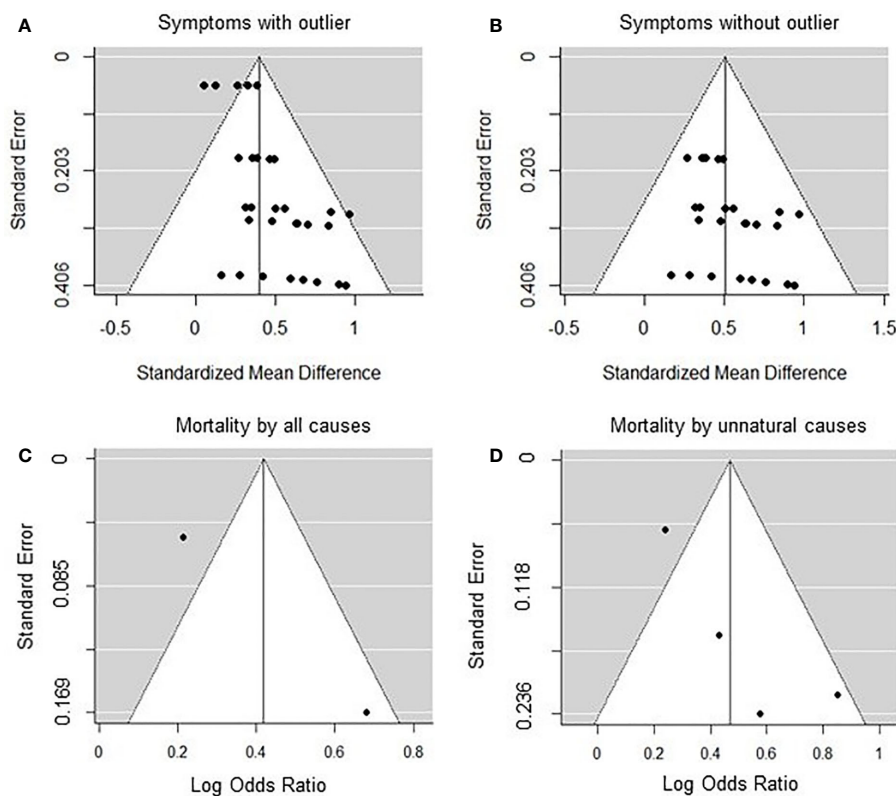 A
Symptoms with outlier
Standard Error
0
0.203
0.406
-0.5
0
0.5
1
Standardized Mean Difference
B
Symptoms without outlier
Standard Error
0
0.203
0.406
-0.5
0
0.5
1
1.5
Standardized Mean Difference
C
Mortality by all causes
Standard Error
0
0.085
0.169
0
0.2
0.4
0.6
0.8
Log Odds Ratio
D
Mortality by unnatural causes
Standard Error
0
0.118
0.236
0
0.2
0.4
0.6
0.8
1
Log Odds Ratio